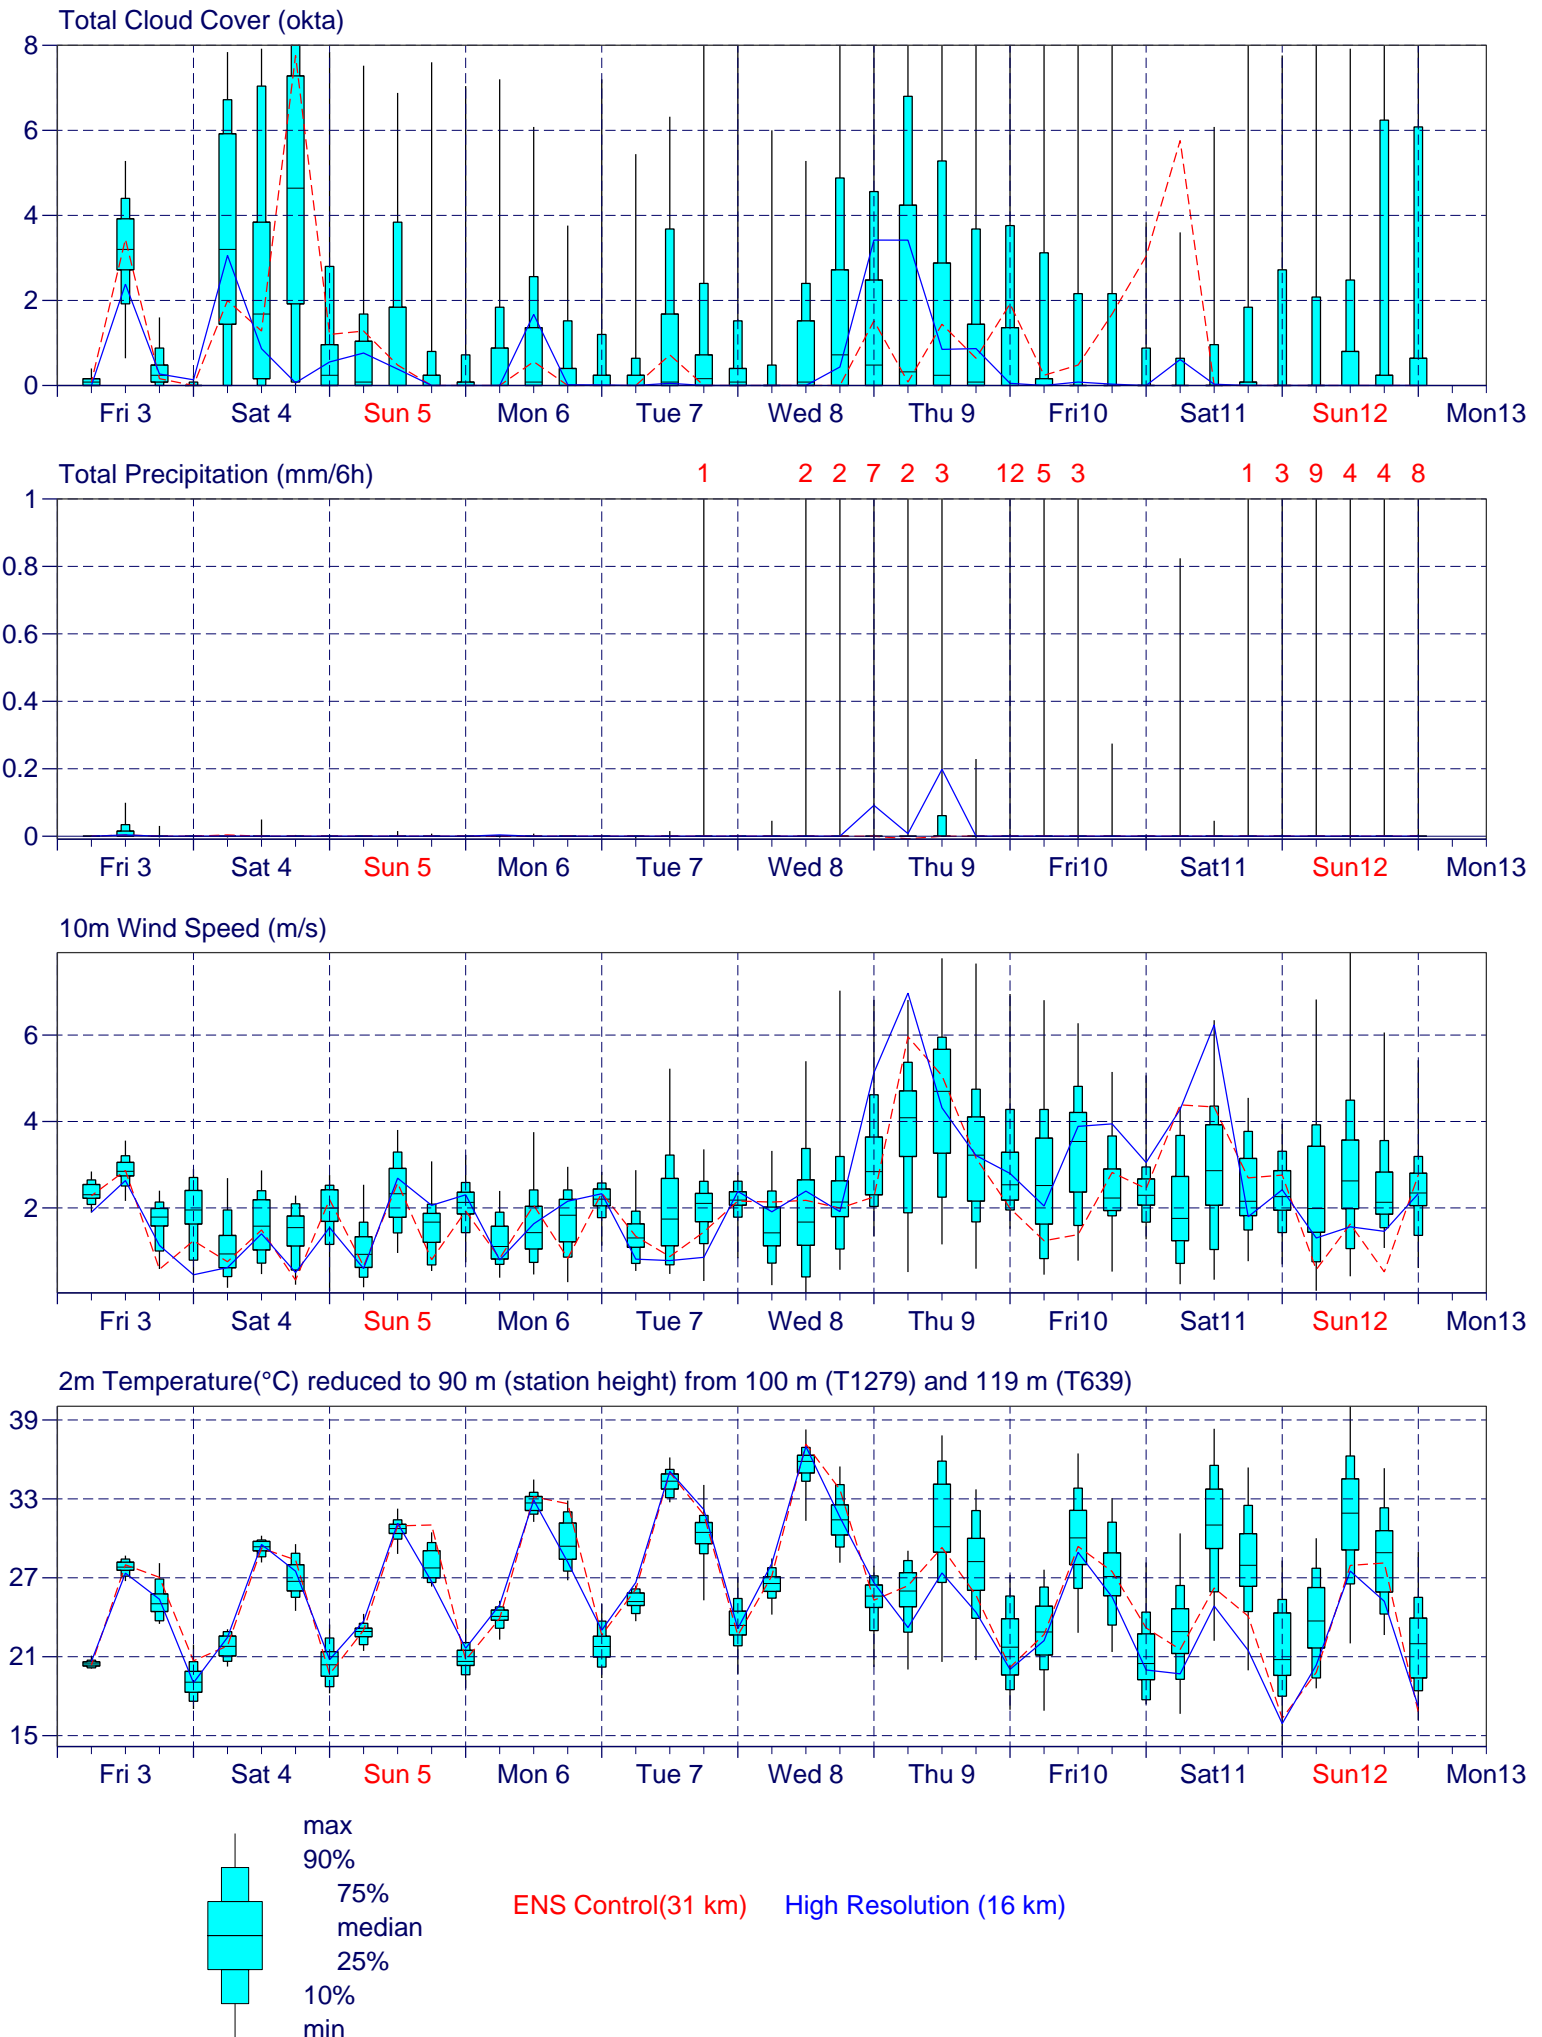 Total Cloud Cover (okta)
8
6
4
2
0
Fri 3 Sat 4 Sun 5 Mon 6 Tue 7 Wed 8 Thu 9 Fri10 Sat11 Sun12 Mon13
Total Precipitation (mm/6h) 1 2 2 7 2 3 12 5 3 1 3 9 4 4 8
1
0.8
0.6
0.4
0.2
0
Fri 3 Sat 4 Sun 5 Mon 6 Tue 7 Wed 8 Thu 9 Fri10 Sat11 Sun12 Mon13
10m Wind Speed (m/s)
6
4
2
Fri 3 Sat 4 Sun 5 Mon 6 Tue 7 Wed 8 Thu 9 Fri10 Sat11 Sun12 Mon13
2m Temperature(°C) reduced to 90 m (station height) from 100 m (T1279) and 119 m (T639)
39
33
27
21
15
Fri 3 Sat 4 Sun 5 Mon 6 Tue 7 Wed 8 Thu 9 Fri10 Sat11 Sun12 Mon13
max
90%
75%
ENS Control(31 km) High Resolution (16 km)
median
25%
10%
min